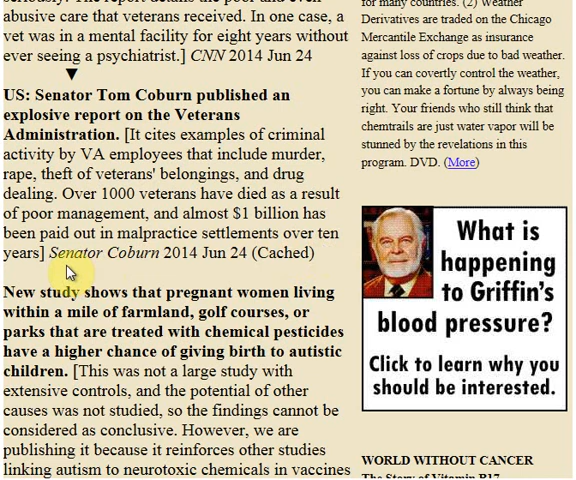 seriously. The report details the poor and even
abusive care that veterans received. In one case, a
vet was in a mental facility for eight years without
ever seeing a psychiatrist.] CNN 2014 Jun 24
US: Senator Tom Coburn published an
explosive report on the Veterans
Administration. [It cites examples of criminal
activity by VA employees that include murder,
rape, theft of veterans' belongings, and drug
dealing. Over 1000 veterans have died as a result
of poor management, and almost $1 billion has
been paid out in malpractice settlements over ten
years] Senator Coburn 2014 Jun 24 (Cached)
New study shows that pregnant women living
within a mile of farmland, golf courses, or
parks that are treated with chemical pesticides
have a higher chance of giving birth to autistic
children. [This was not a large study with
extensive controls, and the potential of other
causes was not studied, so the findings cannot be
considered as conclusive. However, we are
publishing it because it reinforces other studies
linking autism to neurotoxic chemicals in vaccines
for many countries. (2) Weather
Derivatives are traded on the Chicago
Mercantile Exchange as insurance
against loss of crops due to bad weather.
If you can covertly control the weather,
you can make a fortune by always being
right. Your friends who still think that
chemtrails are just water vapor will be
stunned by the revelations in this
program. DVD. (More)
What is
happening
to Griffin's
blood pressure?
Click to learn why you
should be interested.
WORLD WITHOUT CANCER
The Story of Vitamin B17